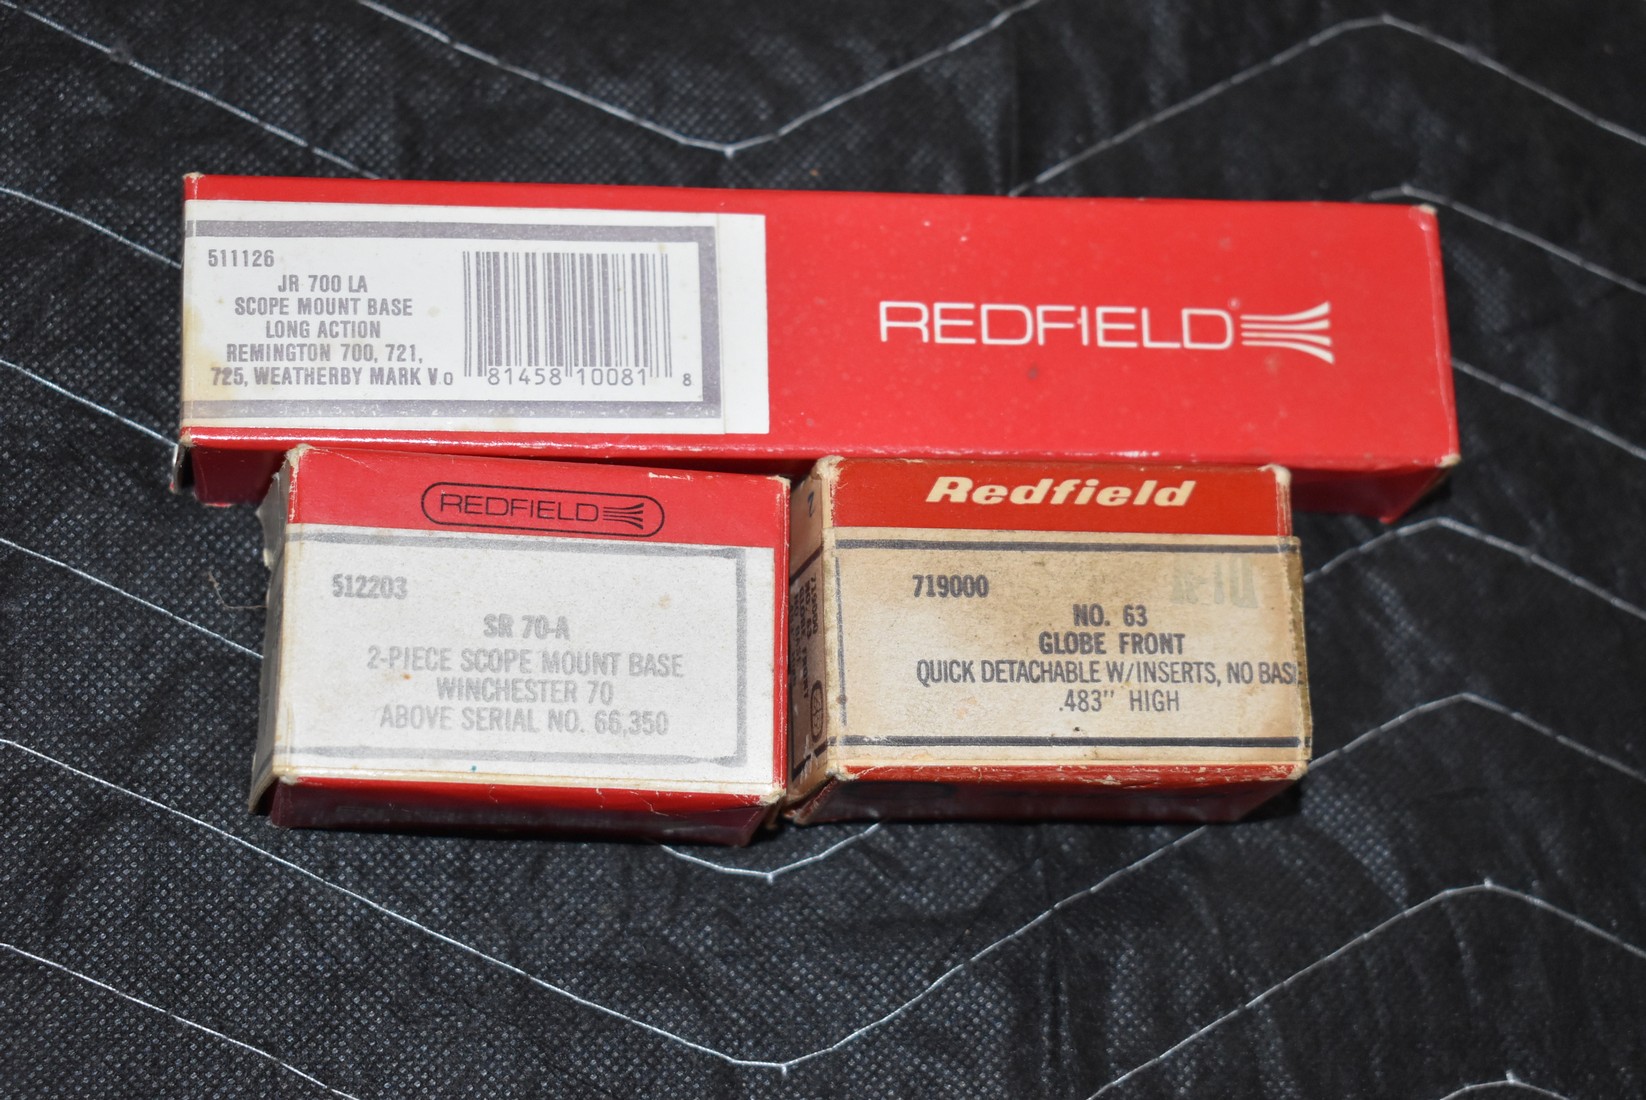 511126
JR 700 LA
SCOPE MOUNT BASE
LONG ACTION
REMINGTON 700, 721,
725, WEATHERBY MARK V.
0 81458 10081 8
REDFIELD®
REDFIELD
512203
SR 70-A
2-PIECE SCOPE MOUNT BASE
WINCHESTER 70
ABOVE SERIAL NO. 66,350
Redfield
719000
NO. 63
GLOBE FRONT
QUICK DETACHABLE W/INSERTS, NO BAS
.483" HIGH